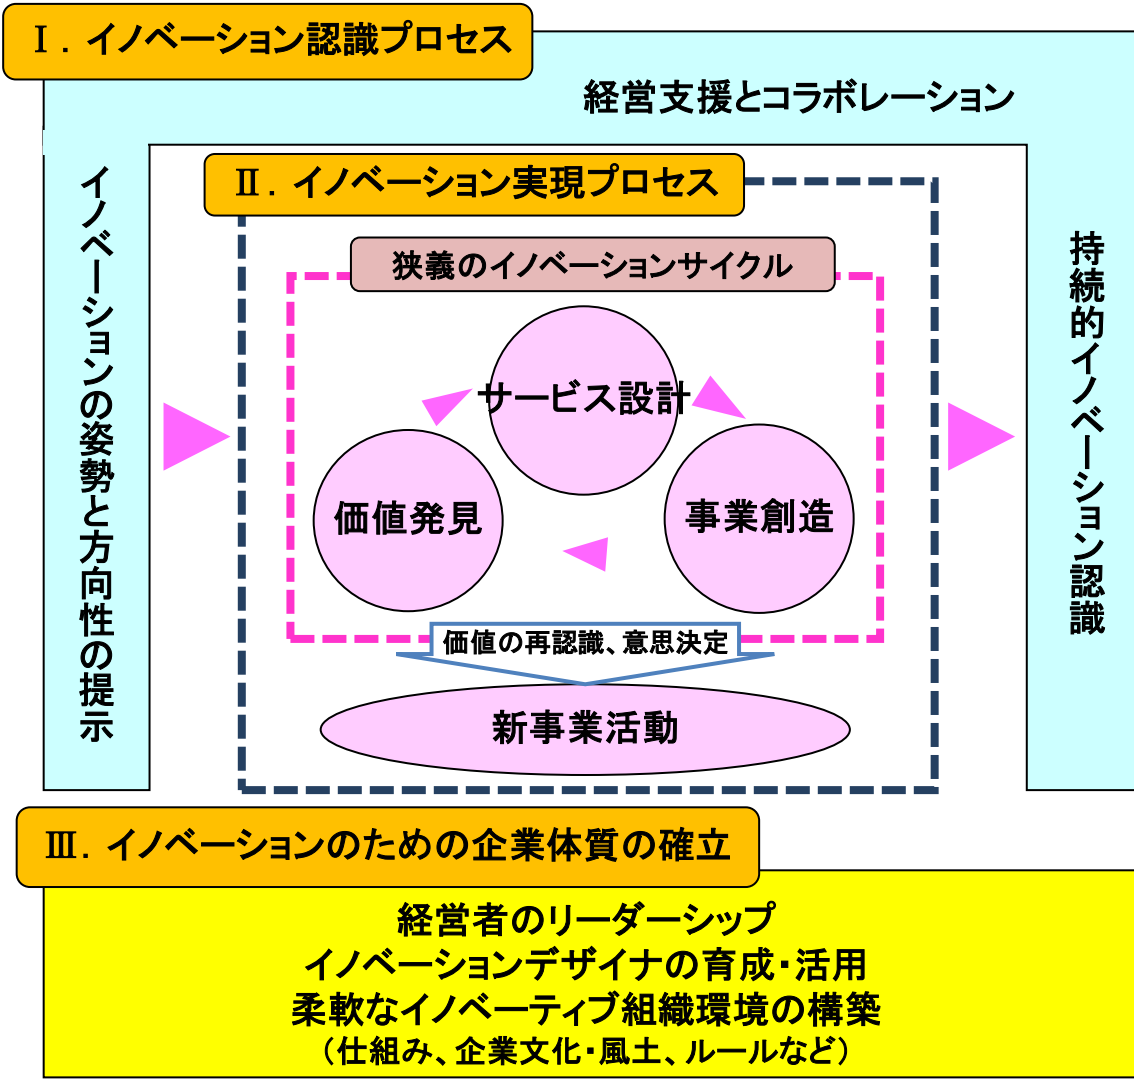 Ⅰ．イノベーション認識プロセス
経営支援とコラボレーション
イノベーションの姿勢と方向性の提示
Ⅱ．イノベーション実現プロセス
狭義のイノベーションサイクル
サービス設計
価値発見
事業創造
価値の再認識、意思決定
新事業活動
持続的イノベーション認識
Ⅲ．イノベーションのための企業体質の確立
経営者のリーダーシップ
イノベーションデザイナの育成・活用
柔軟なイノベーティブ組織環境の構築
（仕組み、企業文化・風土、ルールなど）